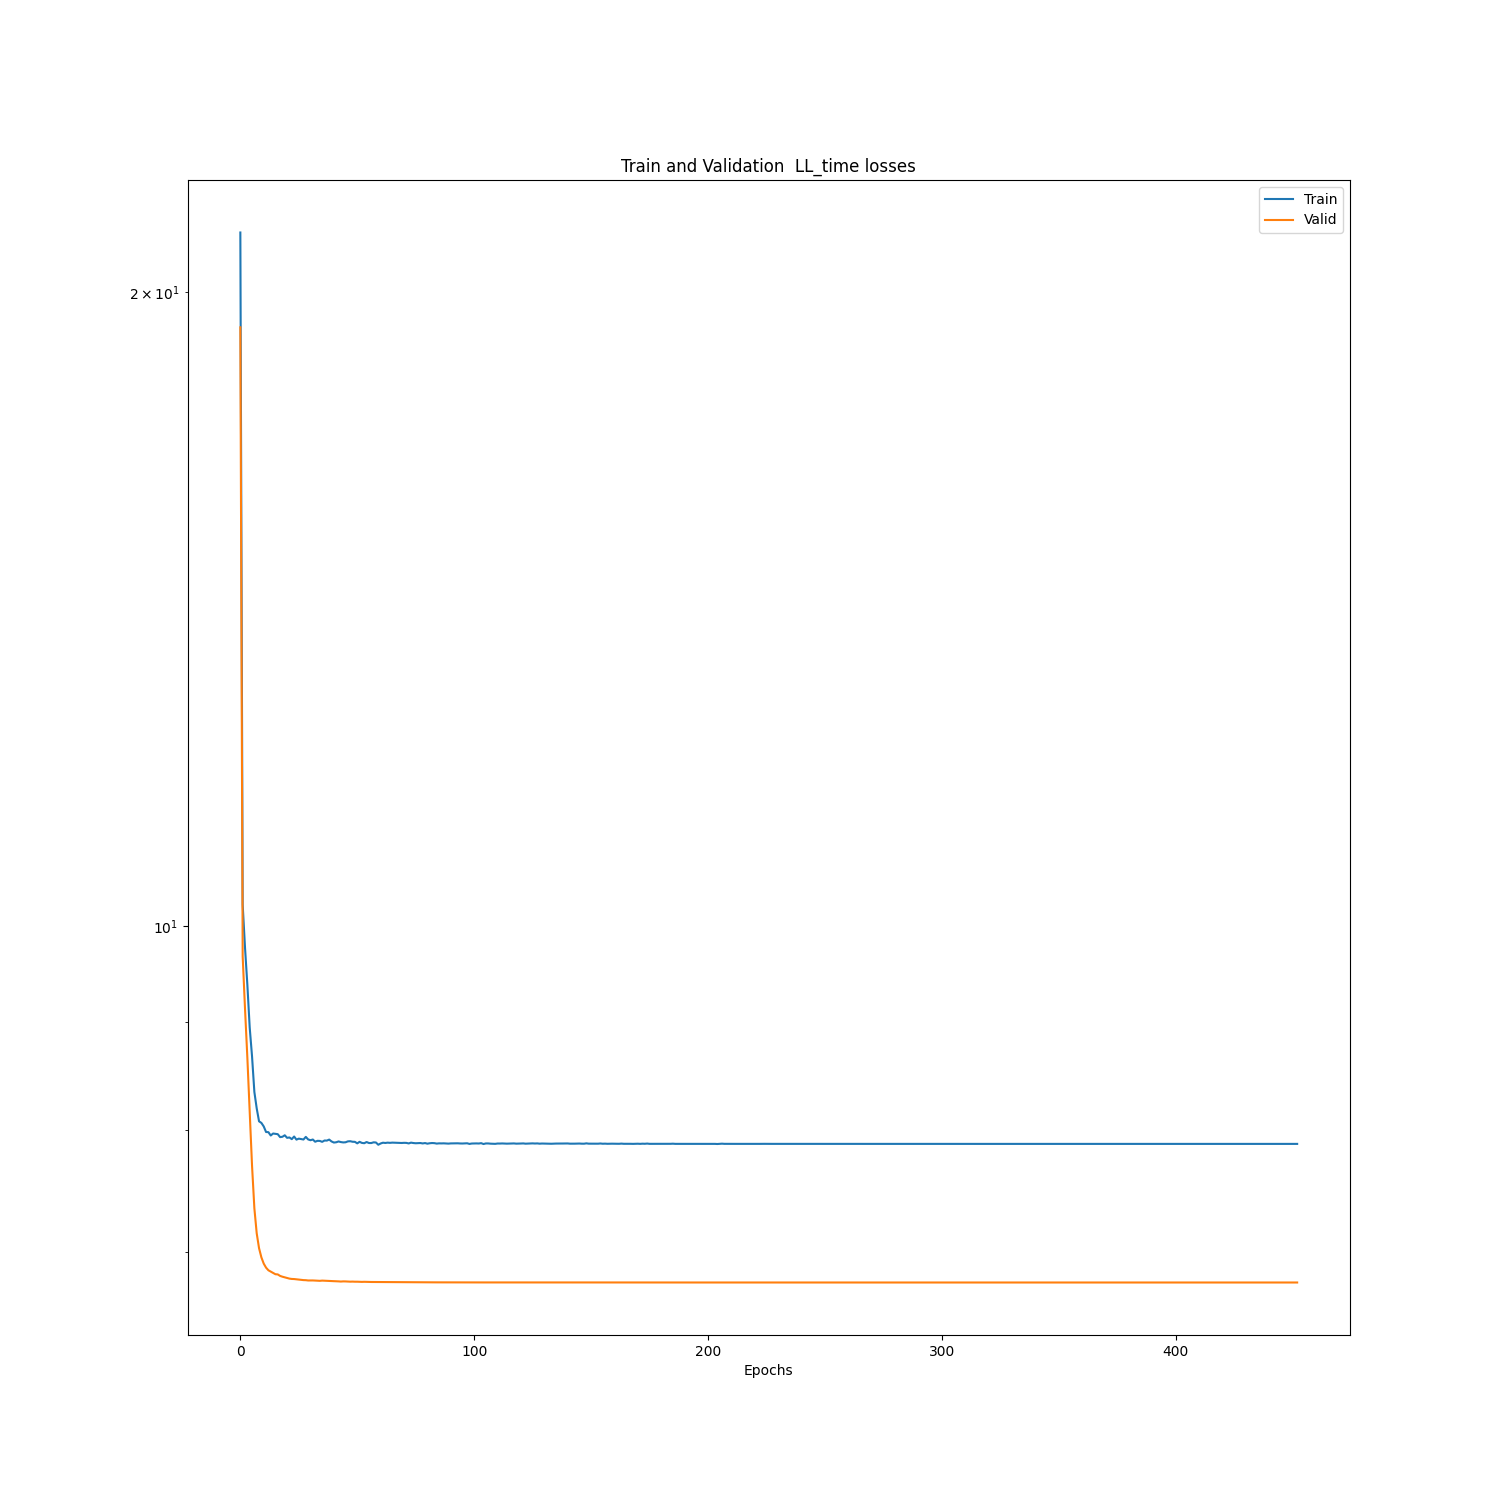 Train and Validation  LL_time losses
Train
Valid
2 × 10¹
10¹
0 100 200 300 400
Epochs